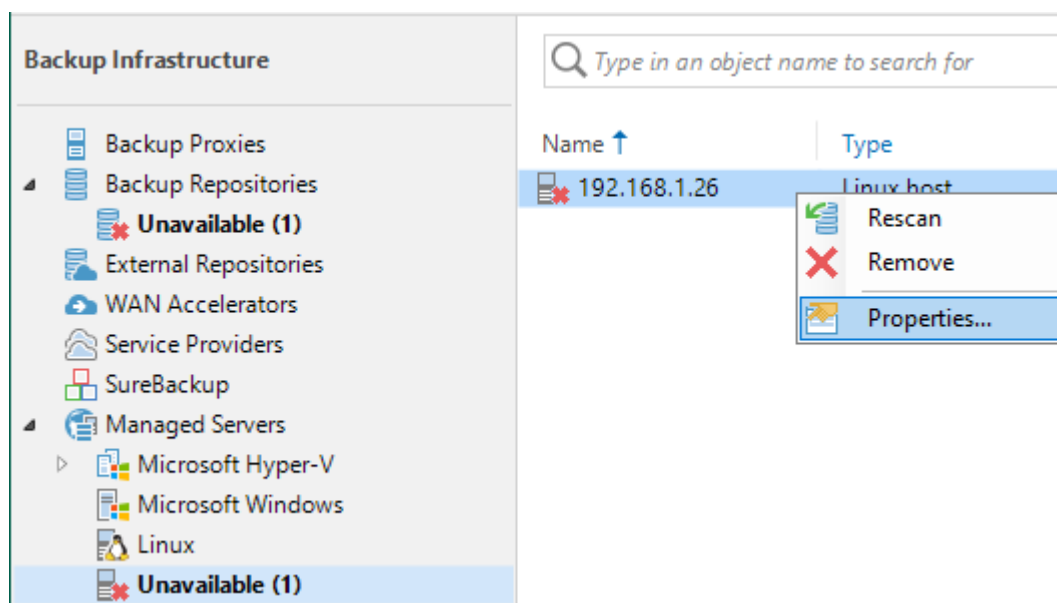 Backup Infrastructure
Type in an object name to search for
Backup Proxies
Backup Repositories
Unavailable (1)
External Repositories
WAN Accelerators
Service Providers
SureBackup
Managed Servers
Microsoft Hyper-V
Microsoft Windows
Linux
Unavailable (1)
Name Type
192.168.1.26 Linux host
Rescan
Remove
Properties...